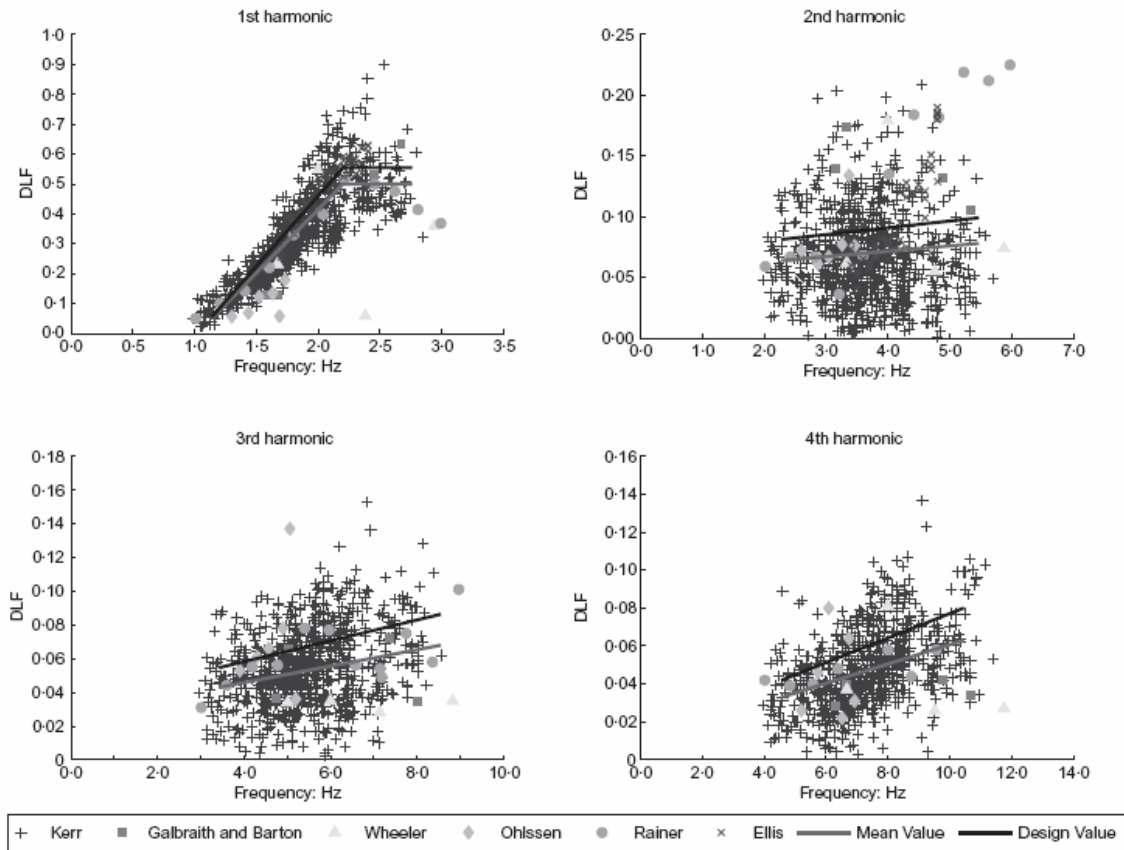 1st harmonic
1·0
0·9
0·8
0·7
0·6
0·5
0·4
0·3
0·2
0·1
0·0
DLF
0·0 0·5 1·0 1·5 2·0 2·5 3·0 3·5
Frequency: Hz
2nd harmonic
0·25
0·20
0·15
0·10
0·05
0·00
DLF
0·0 1·0 2·0 3·0 4·0 5·0 6·0 7·0
Frequency: Hz
3rd harmonic
0·18
0·16
0·14
0·12
0·10
0·08
0·06
0·04
0·02
0
DLF
0·0 2·0 4·0 6·0 8·0 10·0
Frequency: Hz
4th harmonic
0·16
0·14
0·12
0·10
0·08
0·06
0·04
0·02
0
DLF
0·0 2·0 4·0 6·0 8·0 10·0 12·0 14·0
Frequency: Hz
Kerr Galbraith and Barton Wheeler Ohlssen Rainer Ellis Mean Value Design Value